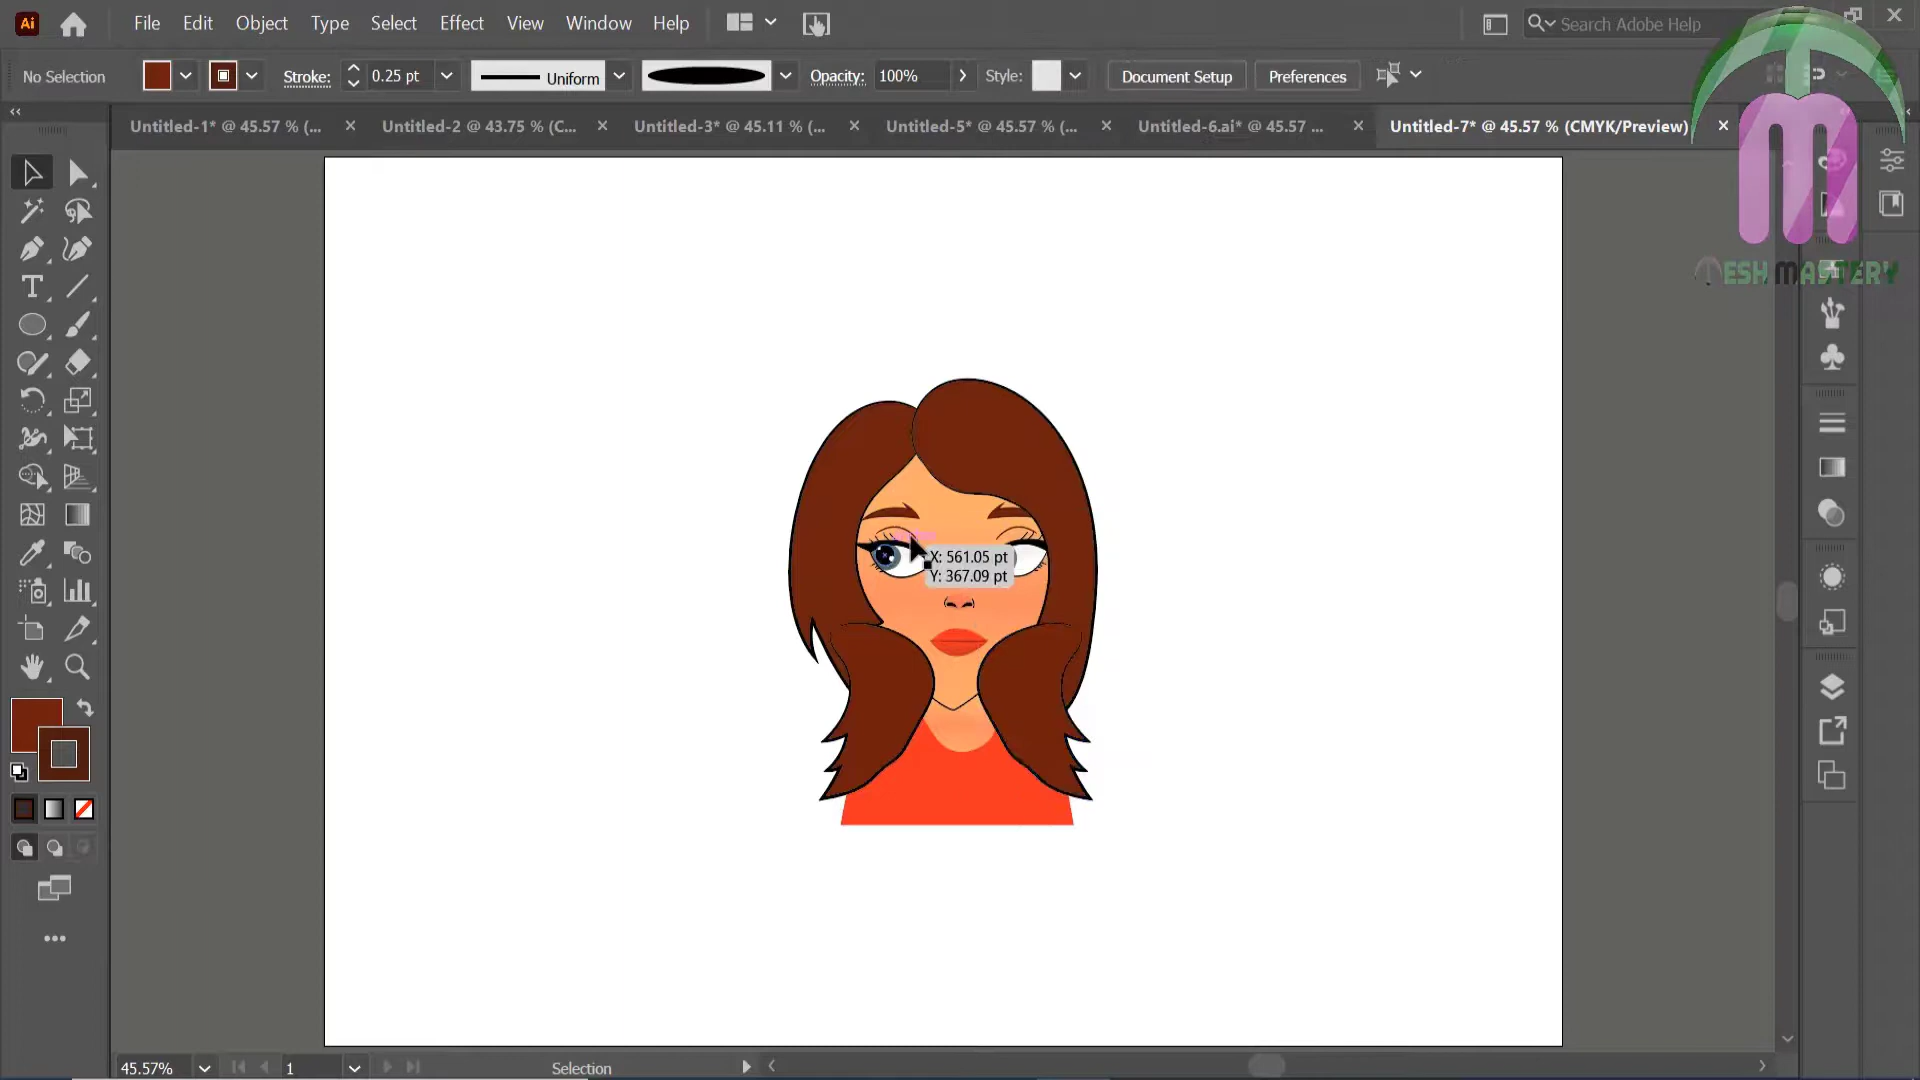 Ai
File Edit Object Type Select Effect View Window Help
Search Adobe Help
No Selection
Stroke: 0.25 pt Uniform Opacity: 100% Style: Document Setup Preferences
Untitled-1* @ 45.57 % (... Untitled-2 @ 43.75 % (C... Untitled-3* @ 45.11 % (... Untitled-5* @ 45.57 % (... Untitled-6.ai* @ 45.57 ... Untitled-7* @ 45.57 % (CMYK/Preview)
MESH MASTERY
X: 561.05 pt
Y: 367.09 pt
45.57% 1 Selection